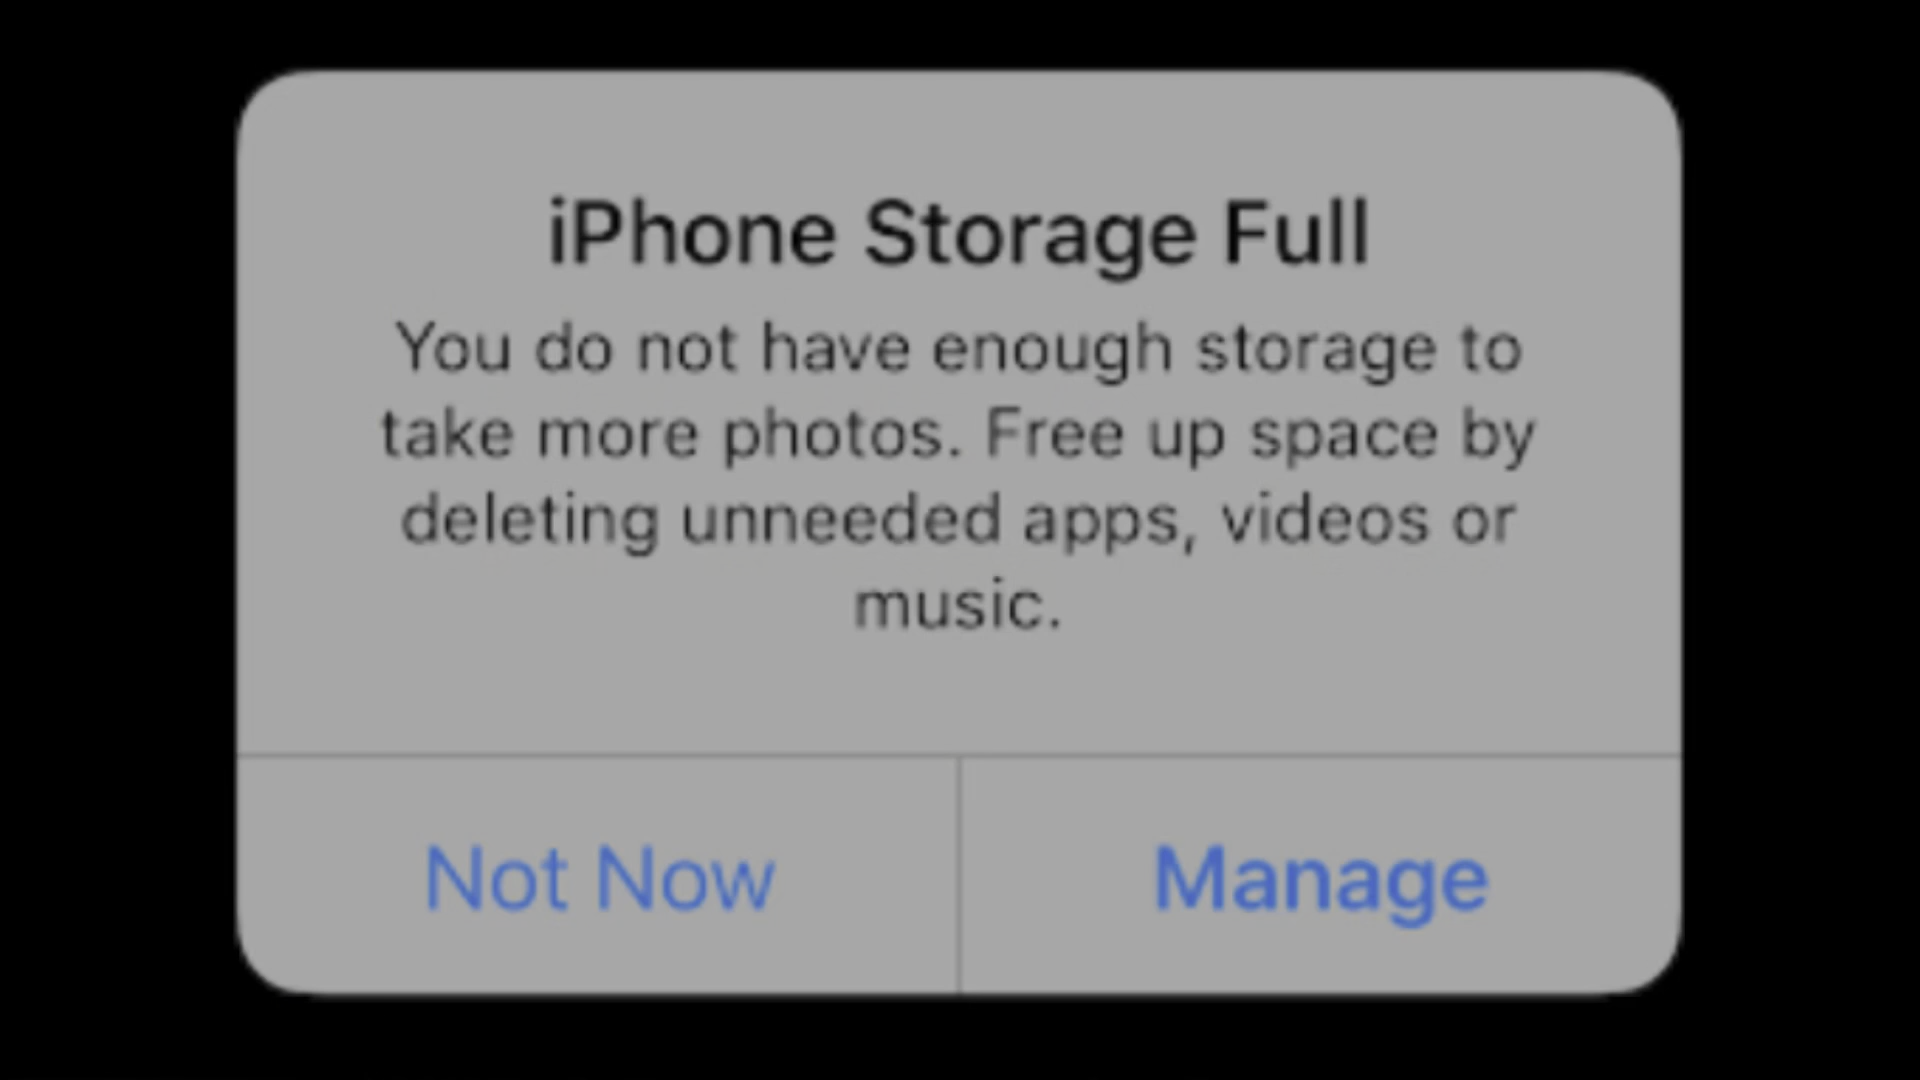 iPhone Storage Full
You do not have enough storage to
take more photos. Free up space by
deleting unneeded apps, videos or
music.
Not Now
Manage